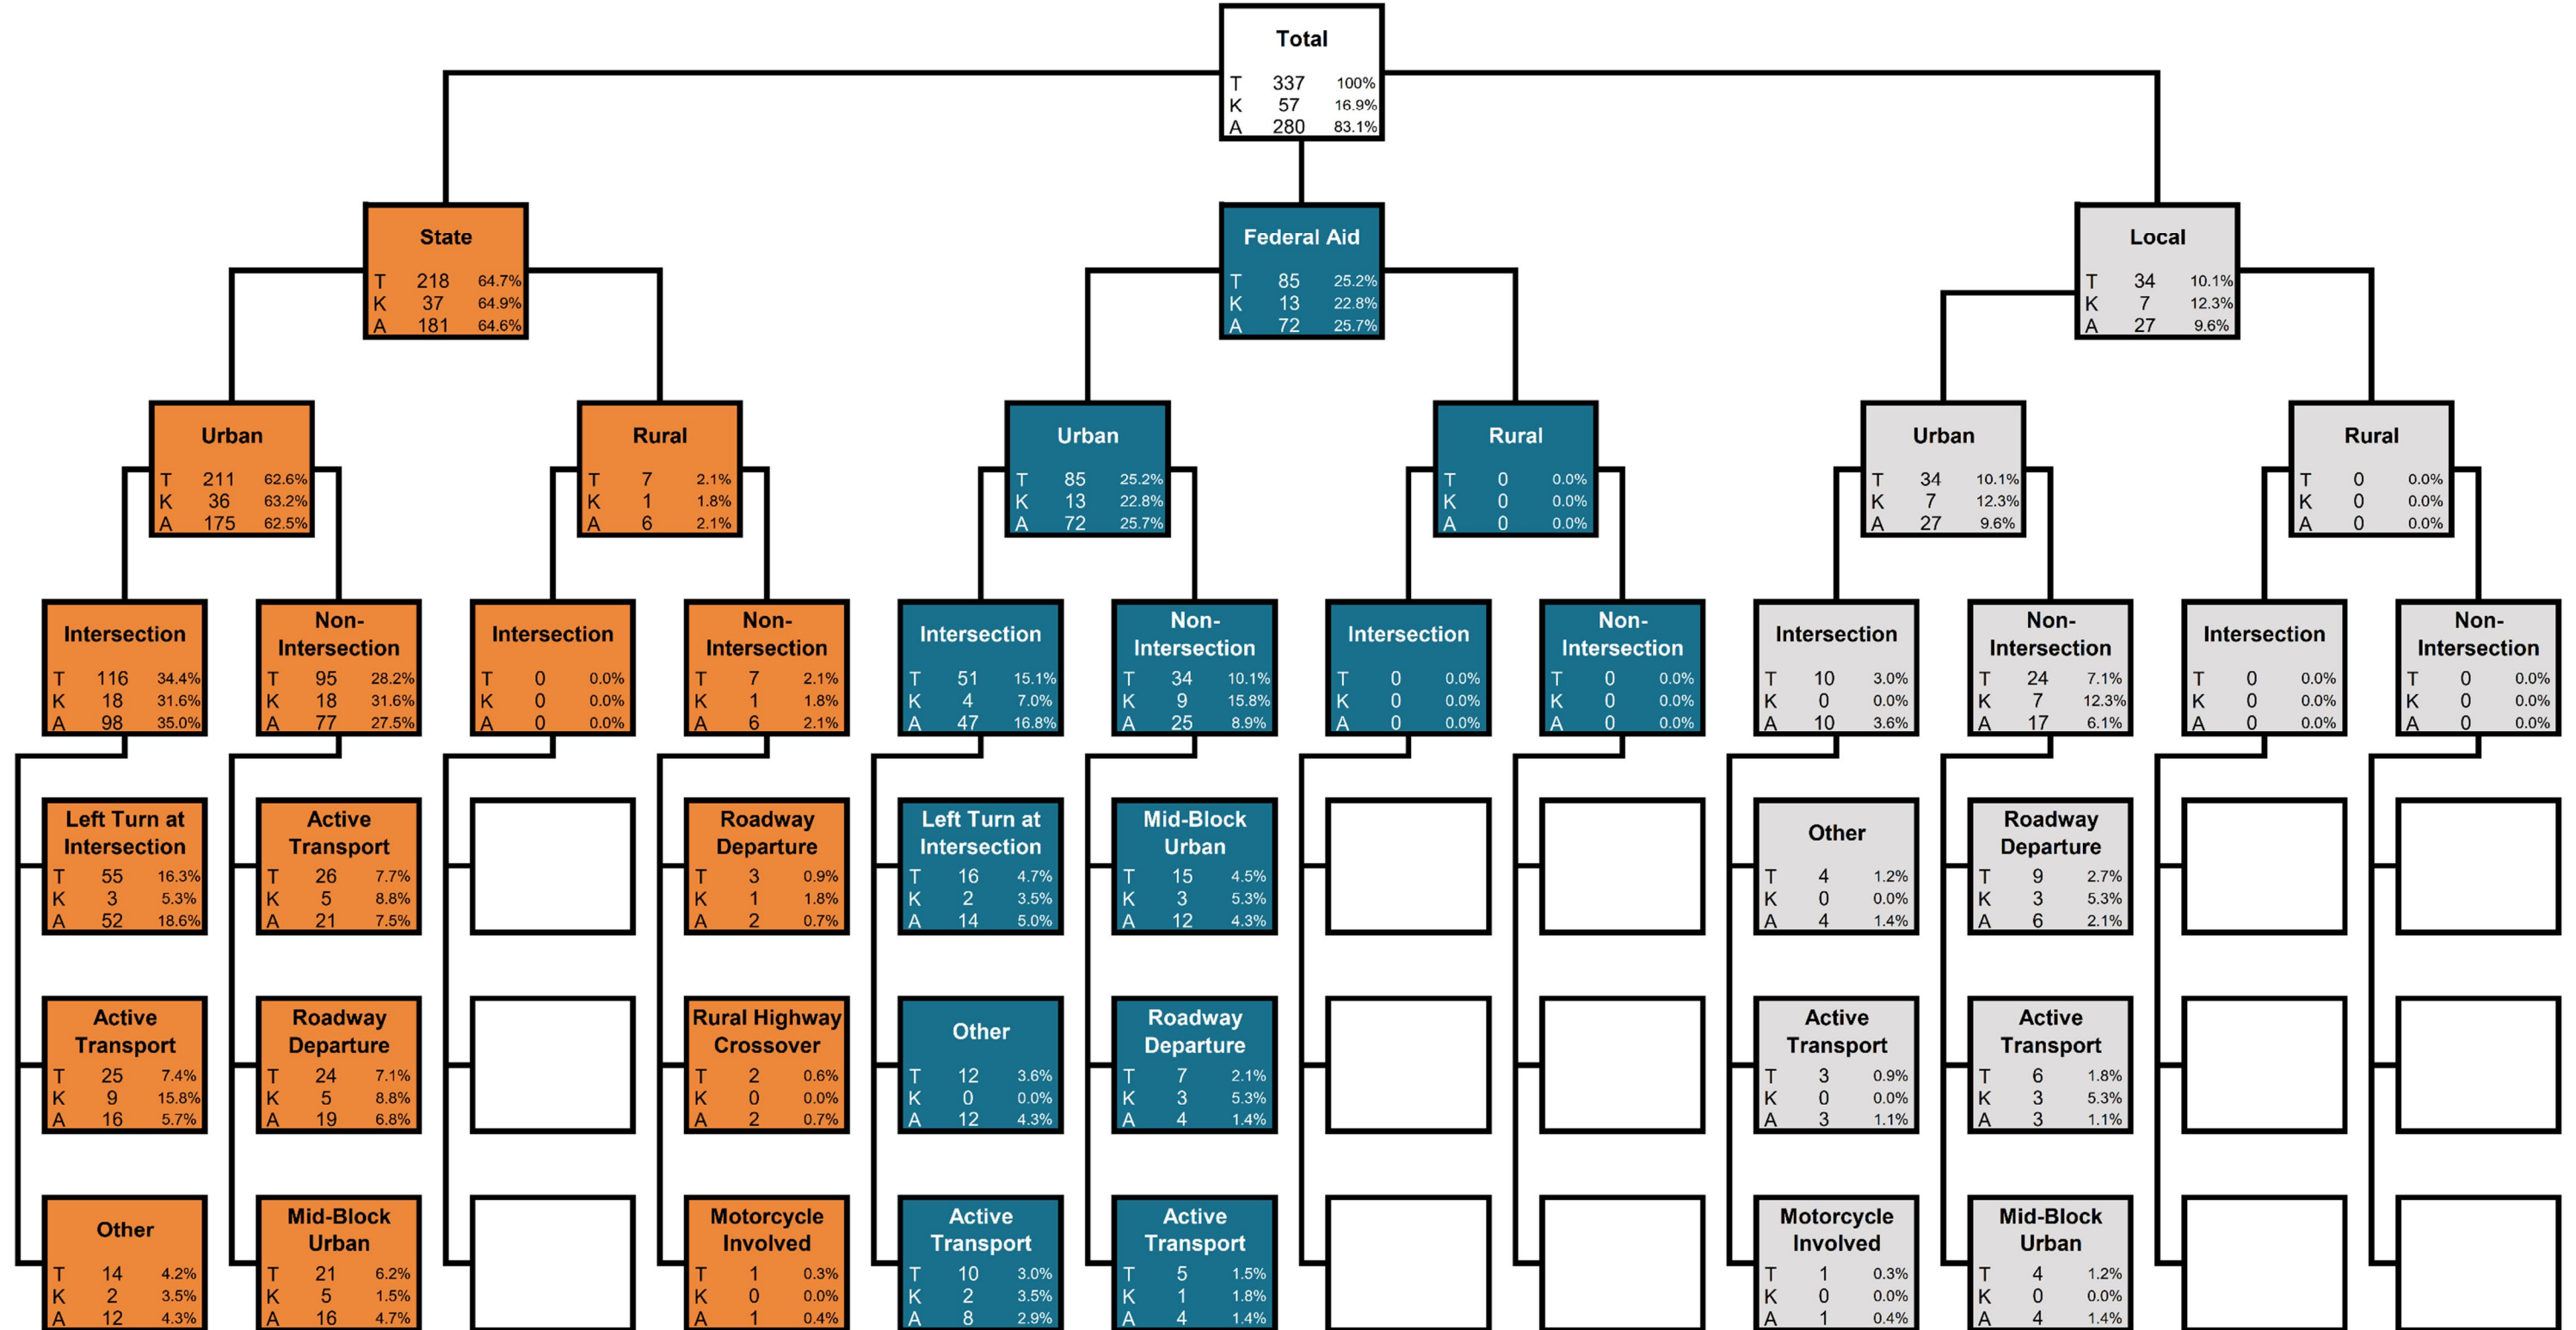 Total
T 337 100%
K 57 16.9%
A 280 83.1%
State
T 218 64.7%
K 37 64.9%
A 181 64.6%
Federal Aid
T 85 25.2%
K 13 22.8%
A 72 25.7%
Local
T 34 10.1%
K 7 12.3%
A 27 9.6%
Urban
T 211 62.6%
K 36 63.2%
A 175 62.5%
Rural
T 7 2.1%
K 1 1.8%
A 6 2.1%
Urban
T 85 25.2%
K 13 22.8%
A 72 25.7%
Rural
T 0 0.0%
K 0 0.0%
A 0 0.0%
Urban
T 34 10.1%
K 7 12.3%
A 27 9.6%
Rural
T 0 0.0%
K 0 0.0%
A 0 0.0%
Intersection
T 116 34.4%
K 18 31.6%
A 98 35.0%
Non-
Intersection
T 95 28.2%
K 18 31.6%
A 77 27.5%
Intersection
T 0 0.0%
K 0 0.0%
A 0 0.0%
Non-
Intersection
T 7 2.1%
K 1 1.8%
A 6 2.1%
Intersection
T 51 15.1%
K 4 7.0%
A 47 16.8%
Non-
Intersection
T 34 10.1%
K 9 15.8%
A 25 8.9%
Intersection
T 0 0.0%
K 0 0.0%
A 0 0.0%
Non-
Intersection
T 0 0.0%
K 0 0.0%
A 0 0.0%
Intersection
T 10 3.0%
K 0 0.0%
A 10 3.6%
Non-
Intersection
T 24 7.1%
K 7 12.3%
A 17 6.1%
Intersection
T 0 0.0%
K 0 0.0%
A 0 0.0%
Non-
Intersection
T 0 0.0%
K 0 0.0%
A 0 0.0%
Left Turn at
Intersection
T 55 16.3%
K 3 5.3%
A 52 18.6%
Active
Transport
T 26 7.7%
K 5 8.8%
A 21 7.5%
Roadway
Departure
T 3 0.9%
K 1 1.8%
A 2 0.7%
Left Turn at
Intersection
T 16 4.7%
K 2 3.5%
A 14 5.0%
Mid-Block
Urban
T 15 4.5%
K 3 5.3%
A 12 4.3%
Other
T 4 1.2%
K 0 0.0%
A 4 1.4%
Roadway
Departure
T 9 2.7%
K 3 5.3%
A 6 2.1%
Active
Transport
T 25 7.4%
K 9 15.8%
A 16 5.7%
Roadway
Departure
T 24 7.1%
K 5 8.8%
A 19 6.8%
Rural Highway
Crossover
T 2 0.6%
K 0 0.0%
A 2 0.7%
Other
T 12 3.6%
K 0 0.0%
A 12 4.3%
Roadway
Departure
T 7 2.1%
K 3 5.3%
A 4 1.4%
Active
Transport
T 3 0.9%
K 0 0.0%
A 3 1.1%
Active
Transport
T 6 1.8%
K 3 5.3%
A 3 1.1%
Other
T 14 4.2%
K 2 3.5%
A 12 4.3%
Mid-Block
Urban
T 21 6.2%
K 5 1.5%
A 16 4.7%
Motorcycle
Involved
T 1 0.3%
K 0 0.0%
A 1 0.4%
Active
Transport
T 10 3.0%
K 2 3.5%
A 8 2.9%
Active
Transport
T 5 1.5%
K 1 1.8%
A 4 1.4%
Motorcycle
Involved
T 1 0.3%
K 0 0.0%
A 1 0.4%
Mid-Block
Urban
T 4 1.2%
K 0 0.0%
A 4 1.4%